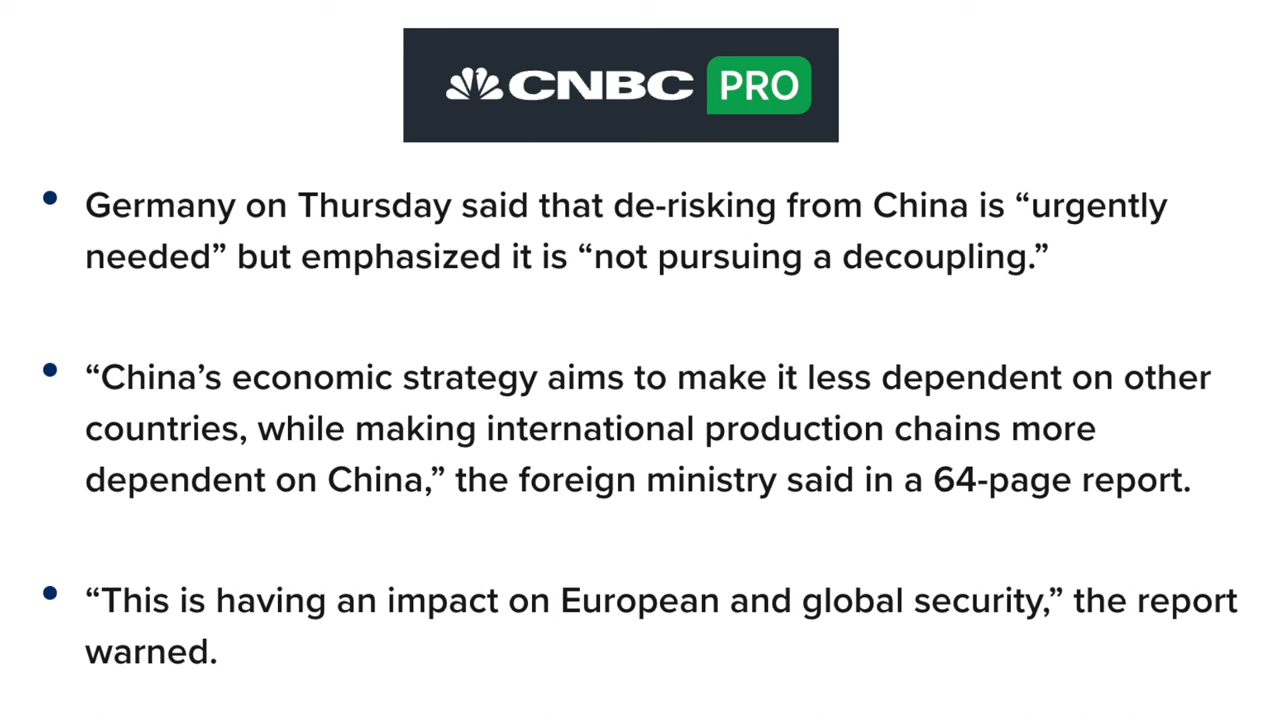 CNBC PRO
• Germany on Thursday said that de-risking from China is “urgently
needed” but emphasized it is “not pursuing a decoupling.”
• “China’s economic strategy aims to make it less dependent on other
countries, while making international production chains more
dependent on China,” the foreign ministry said in a 64-page report.
• “This is having an impact on European and global security,” the report
warned.